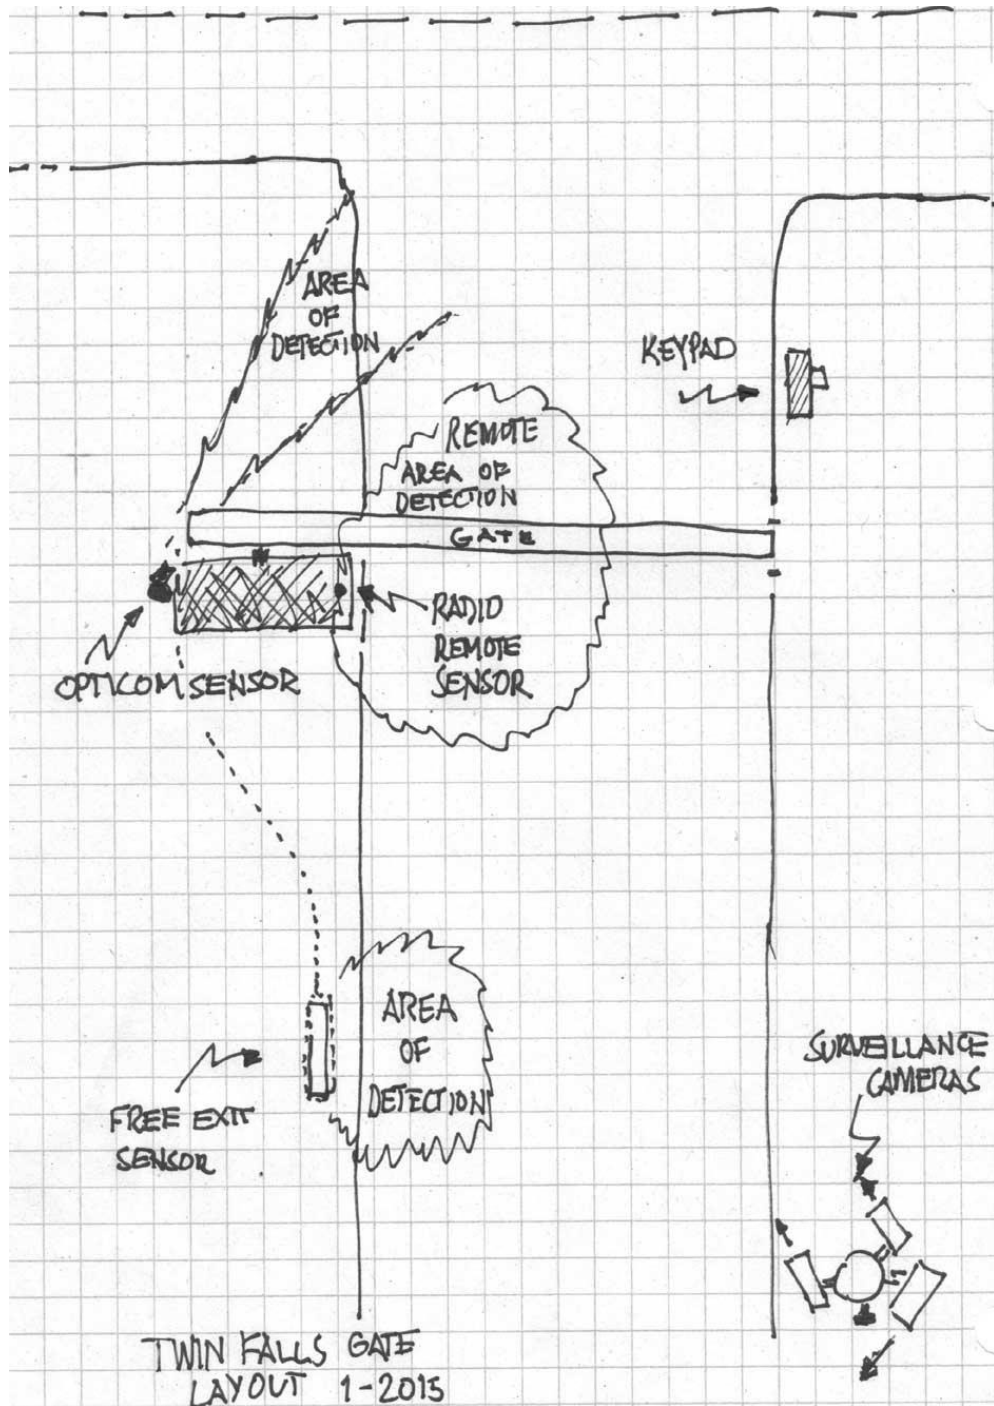 AREA
OF
DETECTION
KEYPAD
REMOTE
AREA OF
DETECTION
GATE
RADIO
REMOTE
SENSOR
OPTICOM SENSOR
AREA
OF
DETECTION
FREE EXIT
SENSOR
SURVEILLANCE
CAMERAS
TWIN FALLS GATE
LAYOUT 1-2015